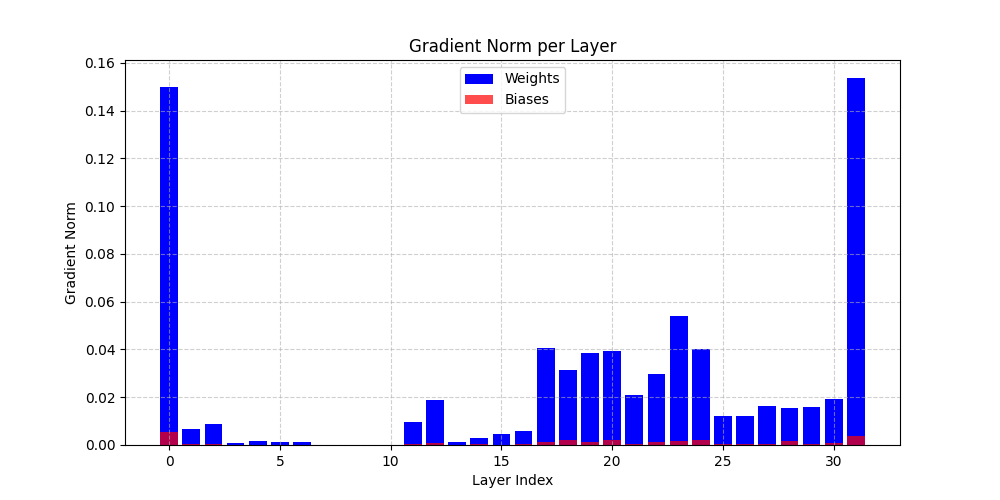 Gradient Norm per Layer
Weights
Biases
0.16
0.14
0.12
0.10
0.08
0.06
0.04
0.02
0.00
Gradient Norm
0 5 10 15 20 25 30
Layer Index